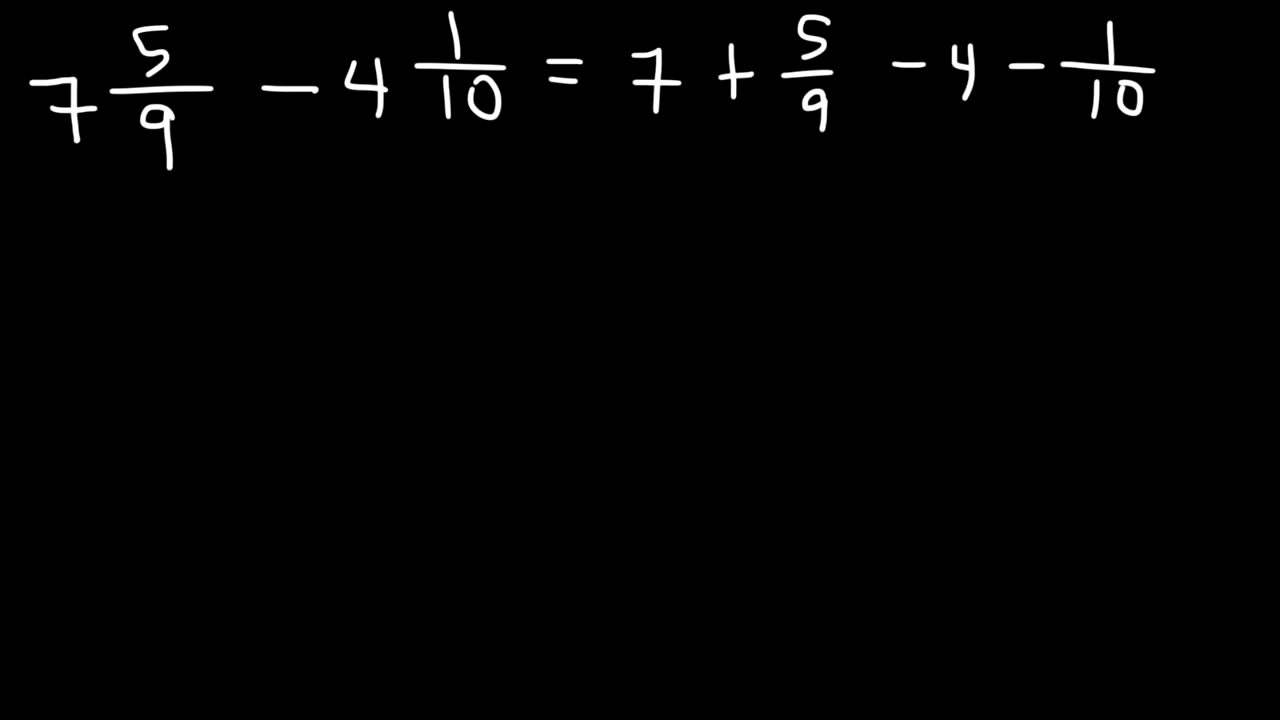 7 5/9 - 4 1/10 = 7 + 5/9 - 4 - 1/10